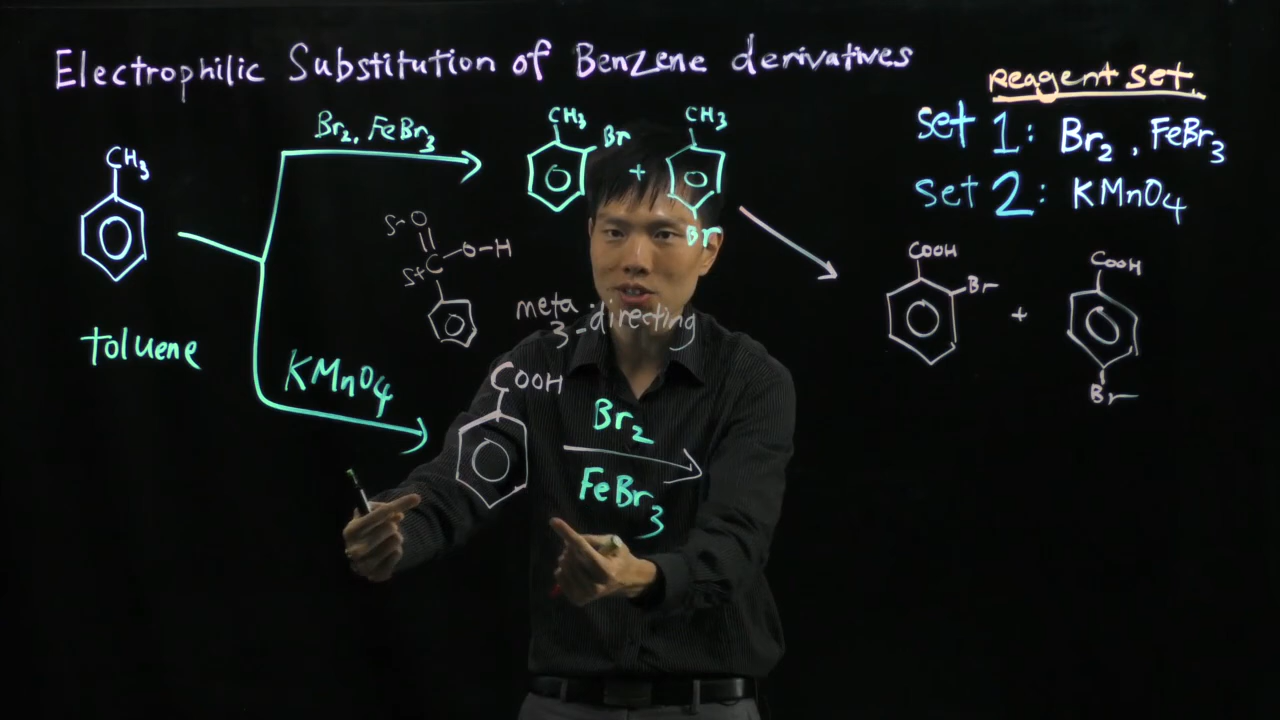 Electrophilic Substitution of Benzene derivatives
Reagent Set
Set 1: Br2, FeBr3
Set 2: KMnO4
CH3
toluene
Br2, FeBr3
CH3
Br
+
CH3
Br
KMnO4
δ- O
δ+ C O-H
meta
3-directing
COOH
Br2
FeBr3
COOH
Br
+
COOH
Br